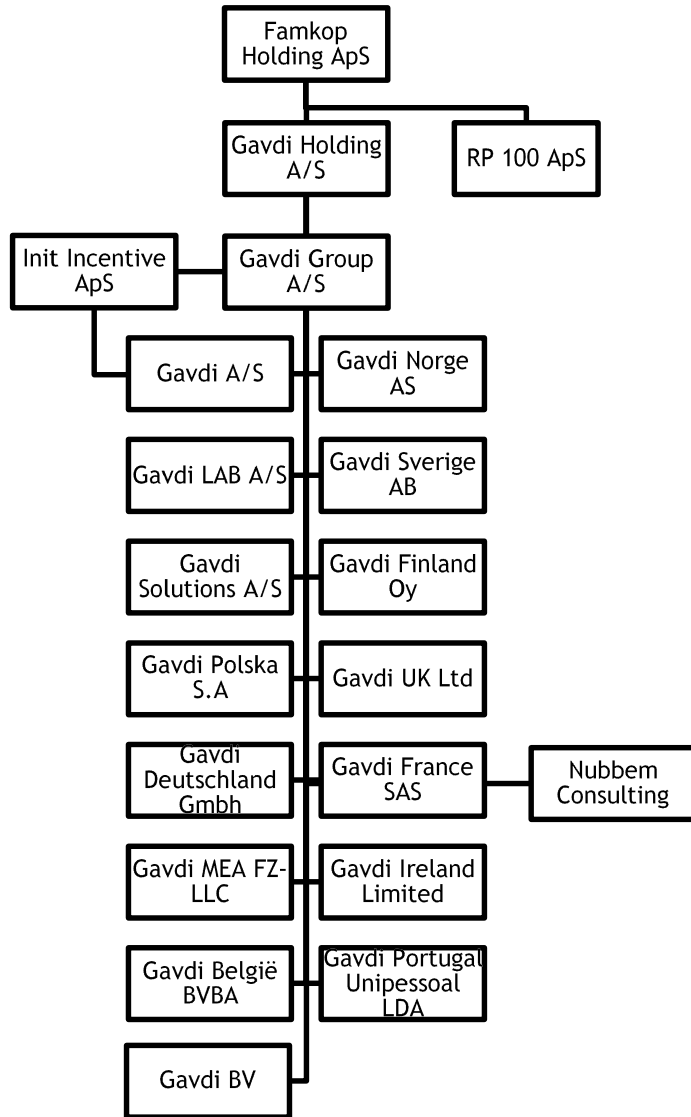 Famkop
Holding ApS
Gavdi Holding
A/S
RP 100 ApS
Init Incentive
ApS
Gavdi Group
A/S
Gavdi A/S
Gavdi Norge
AS
Gavdi LAB A/S
Gavdi Sverige
AB
Gavdi
Solutions A/S
Gavdi Finland
Oy
Gavdi Polska
S.A
Gavdi UK Ltd
Gavdi
Deutschland
Gmbh
Gavdi France
SAS
Nubbem
Consulting
Gavdi MEA FZ-
LLC
Gavdi Ireland
Limited
Gavdi België
BVBA
Gavdi Portugal
Unipessoal
LDA
Gavdi BV